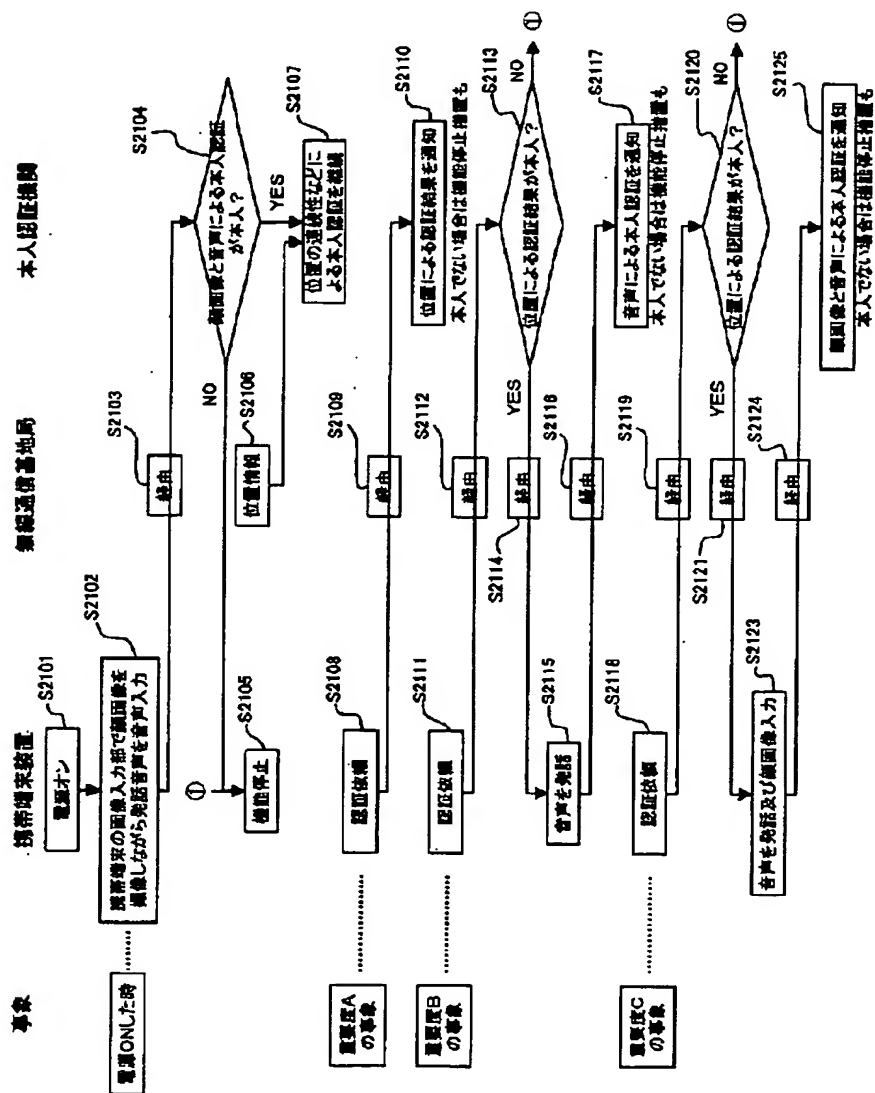 事象
携帯端末装置
無線通信基地局
本人認証機関
電源ONした時
電源オン
S2101
携帯端末の画像入力部で顔画像を
撮像しながら発話音声を音声入力
S2102
経由
S2103
顔画像と音声による本人認証
が本人?
S2104
NO
YES
①
機能停止
S2105
位置情報
S2106
位置の連続性などに
よる本人認証を継続
S2107
重要度A
の事象
認証依頼
S2108
経由
S2109
位置による認証結果を通知
本人でない場合は機能停止措置も
S2110
重要度B
の事象
認証依頼
S2111
経由
S2112
位置による認証結果が本人?
S2113
NO
①
YES
経由
S2114
音声を発話
S2115
経由
S2116
音声による本人認証を通知
本人でない場合は機能停止措置も
S2117
重要度C
の事象
認証依頼
S2118
経由
S2119
位置による認証結果が本人?
S2120
NO
①
YES
経由
S2121
音声を発話及び顔画像入力
S2123
経由
S2124
顔画像と音声による本人認証を通知
本人でない場合は機能停止措置も
S2125